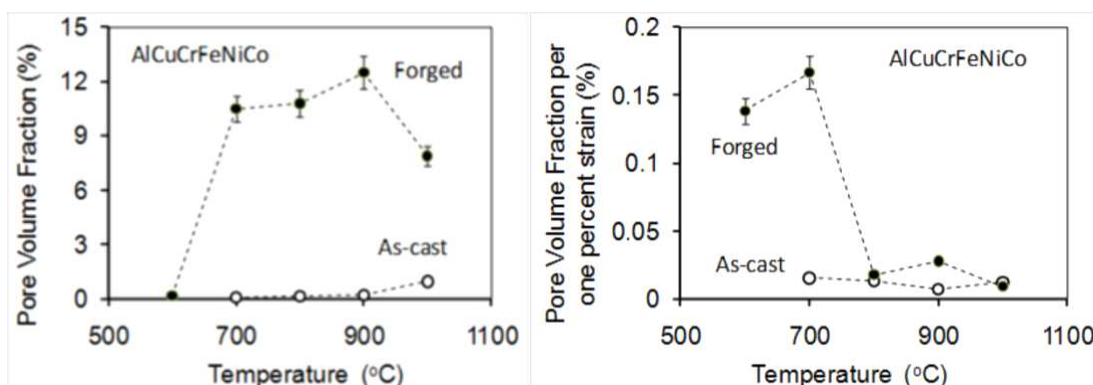 Pore Volume Fraction (%)
15
12
9
6
3
0
AlCuCrFeNiCo
Forged
As-cast
500
700
900
1100
Temperature (ºC)
Pore Volume Fraction per
one percent strain (%)
0.2
0.15
0.1
0.05
0
AlCuCrFeNiCo
Forged
As-cast
500
700
900
1100
Temperature (ºC)